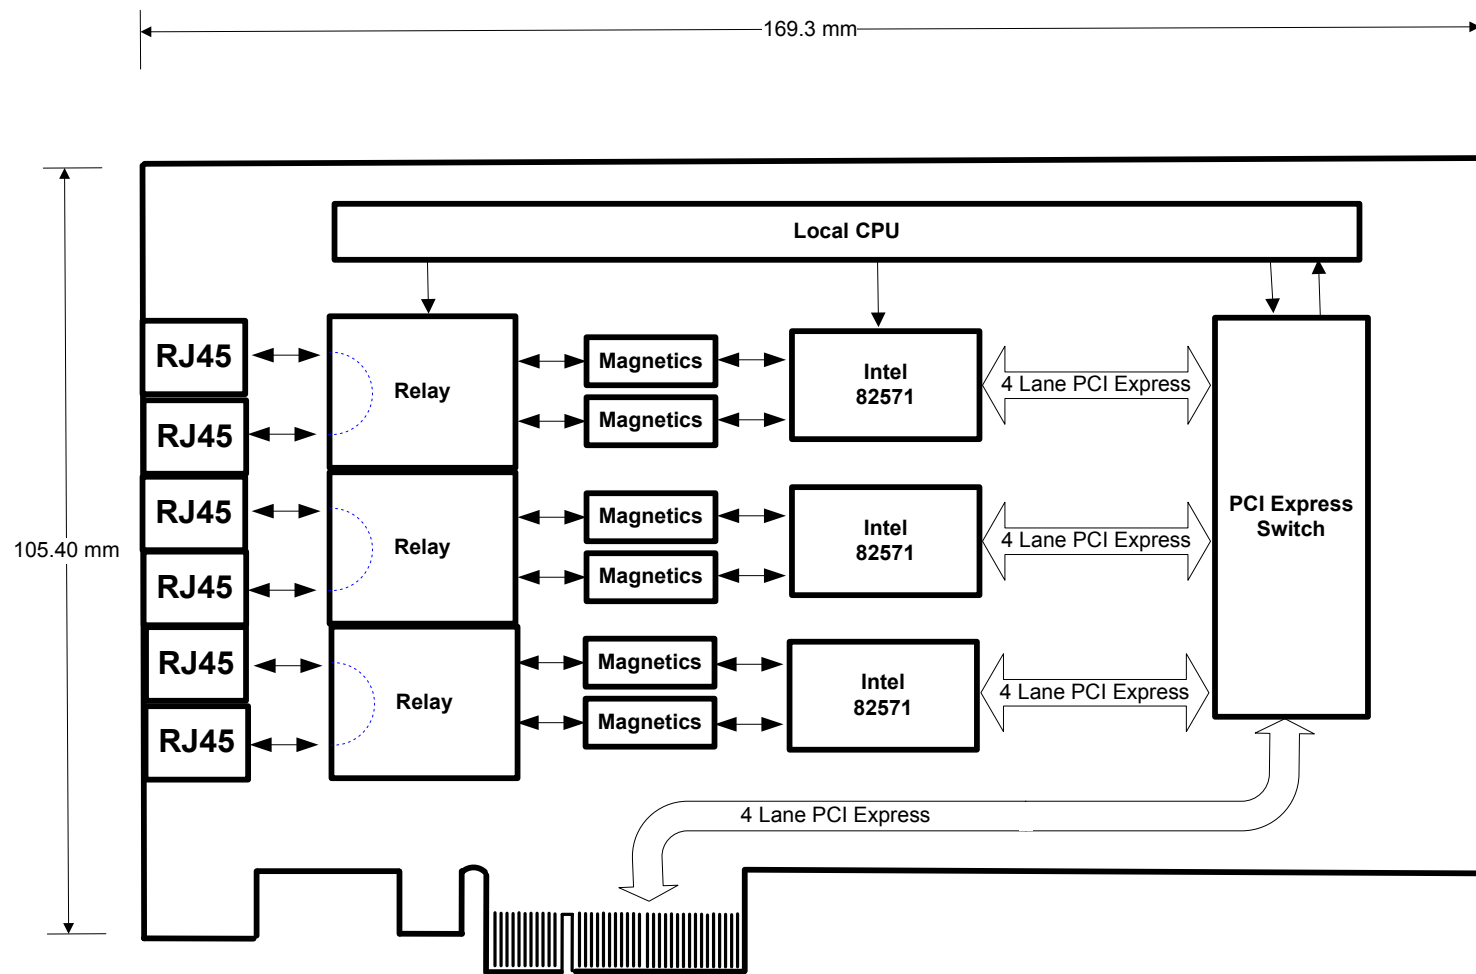 169.3 mm
Local CPU
RJ45
Relay
Magnetics
Intel
82571
4 Lane PCI Express
Magnetics
RJ45
RJ45
Relay
Magnetics
Intel
82571
4 Lane PCI Express
PCI Express
Switch
105.40 mm
Magnetics
RJ45
RJ45
Relay
Magnetics
Intel
82571
4 Lane PCI Express
Magnetics
RJ45
4 Lane PCI Express